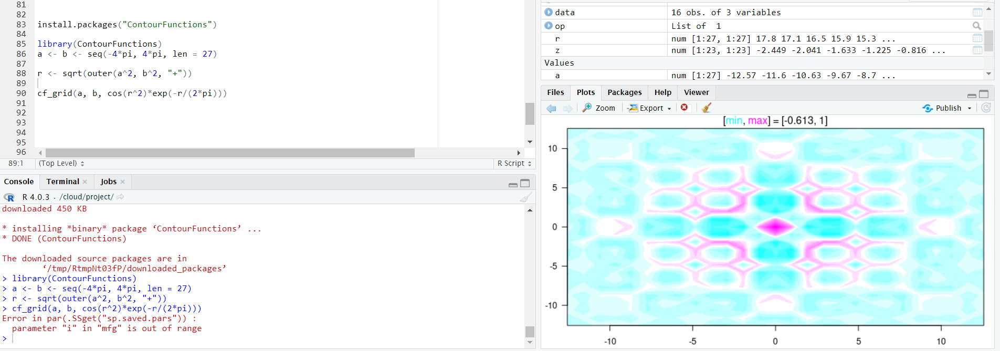 81
82
83 install.packages("ContourFunctions")
84
85 library(ContourFunctions)
86 a <- b <- seq(-4*pi, 4*pi, len = 27)
87
88 r <- sqrt(outer(a^2, b^2, "+"))
89
90 cf_grid(a, b, cos(r^2)*exp(-r/(2*pi)))
91
92
93
94
95
96
89:1 (Top Level) R Script
Console Terminal Jobs
R 4.0.3 . /cloud/project/
downloaded 450 KB
* installing *binary* package ‘ContourFunctions’ ...
* DONE (ContourFunctions)
The downloaded source packages are in
‘/tmp/RtmpNt03fP/downloaded_packages’
> library(ContourFunctions)
> a <- b <- seq(-4*pi, 4*pi, len = 27)
> r <- sqrt(outer(a^2, b^2, "+"))
> cf_grid(a, b, cos(r^2)*exp(-r/(2*pi)))
Error in par(.SSget("sp.saved.pars")) :
parameter "i" in "mfg" is out of range
>
data 16 obs. of 3 variables
op List of 1
r num [1:27, 1:27] 17.8 17.1 16.5 15.9 15.3 ...
z num [1:23, 1:23] -2.449 -2.041 -1.633 -1.225 -0.816 ...
Values
a num [1:27] -12.57 -11.6 -10.63 -9.67 -8.7 ...
Files Plots Packages Help Viewer
Zoom Export Publish
[min, max] = [-0.613, 1]
10
5
0
-5
-10
-10 -5 0 5 10